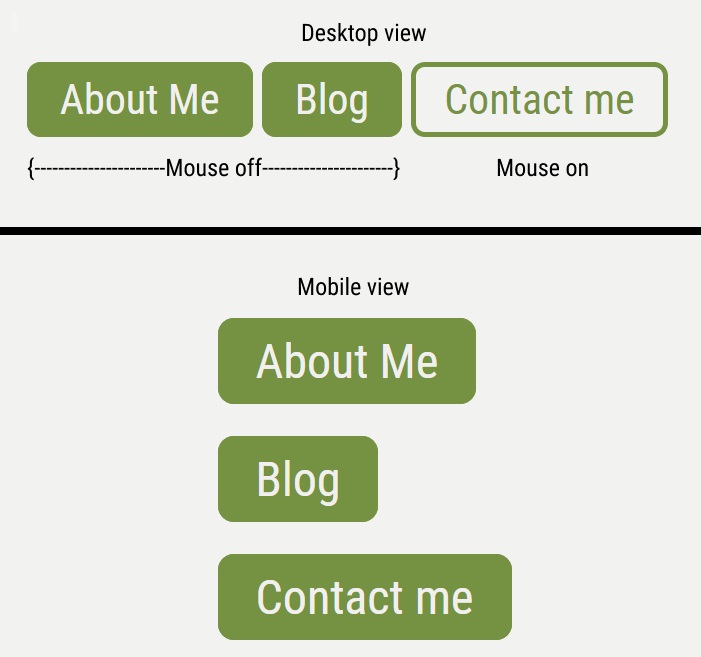 Desktop view
About Me Blog Contact me
{----------------------Mouse off----------------------} Mouse on
Mobile view
About Me
Blog
Contact me